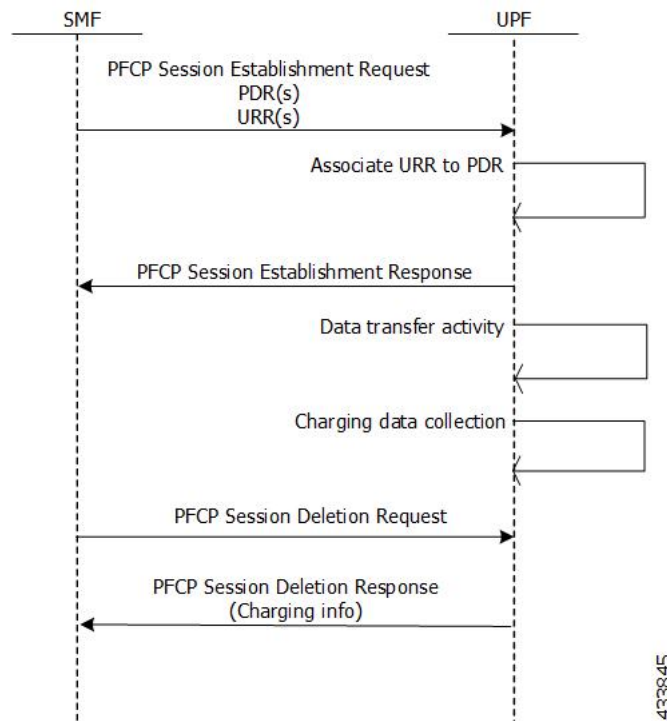 SMF
UPF
PFCP Session Establishment Request
PDR(s)
URR(s)
Associate URR to PDR
PFCP Session Establishment Response
Data transfer activity
Charging data collection
PFCP Session Deletion Request
PFCP Session Deletion Response
(Charging info)
433845